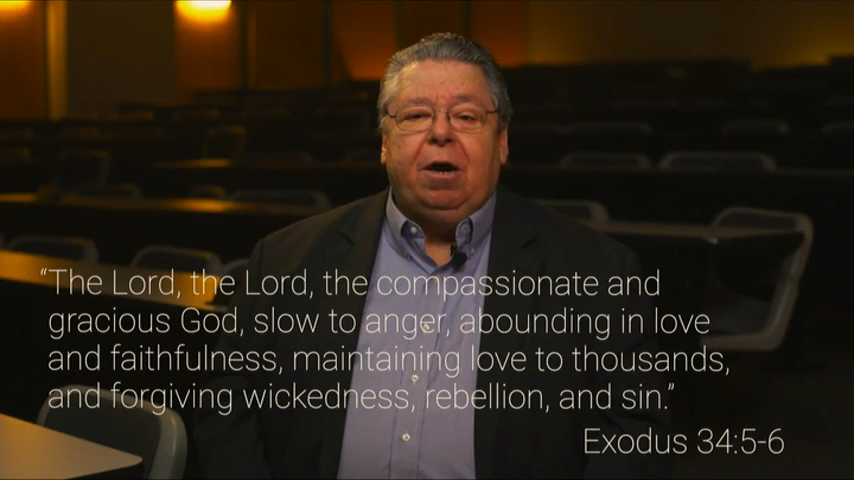 “The Lord, the Lord, the compassionate and
gracious God, slow to anger, abounding in love
and faithfulness, maintaining love to thousands,
and forgiving wickedness, rebellion, and sin.”
Exodus 34:5-6